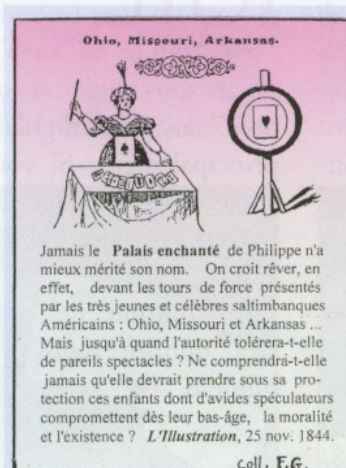 Ohio, Missouri, Arkansas.
Jamais le Palais enchanté de Philippe n'a
mieux mérité son nom. On croit rêver, en
effet, devant les tours de force présentés
par les très jeunes et célèbres saltimbanques
Américains : Ohio, Missouri et Arkansas ...
Mais jusqu'à quand l'autorité tolérera-t-elle
de pareils spectacles ? Ne comprendra-t-elle
jamais qu'elle devrait prendre sous sa pro-
tection ces enfants dont d'avides spéculateurs
compromettent dès leur bas-âge, la moralité
et l'existence ? L'Illustration, 25 nov. 1844.
Coll. F.G.